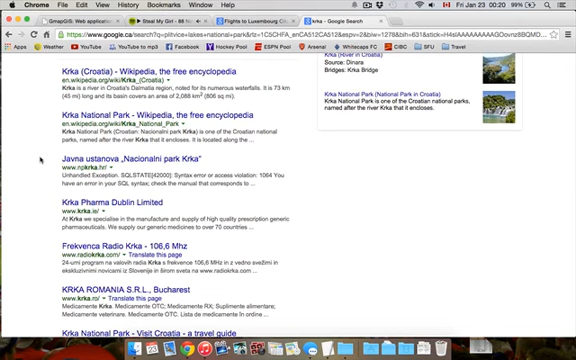 Chrome File Edit View History Bookmarks Window Help
Fri Jan 23 00:20
GmapGIS: Web applicatio
Steal My Girl - 88 No
Flights to Luxembourg Cit
krka - Google Search
https://www.google.ca/search?q=plitvice+lakes+national+park&rlz=1C5CHFA_enCA512CA512&espv=2&biw=1278&bih=631&stick=
Apps YouTube Facebook Hockey Pool ESPN Pool Streaming Whitecaps AFC FFL Arsenal SFU
Krka (Croatia) - Wikipedia, the free encyclopedia
en.wikipedia.org/wiki/Krka_(Croatia)
Krka is a river in Croatia's Dalmatia region, noted for its numerous waterfalls. It is 73 km
(45 mi) long and its basin covers an area of 2,088 km² (806 sq mi).
Krka National Park - Wikipedia, the free encyclopedia
en.wikipedia.org/wiki/Krka_National_Park
Krka National Park (Croatian: Nacionalni park Krka) is one of the Croatian national
parks, named after the river Krka that it encloses. It is located along the ...
Javna ustanova „Nacionalni park Krka"
www.npkrka.hr/
Unhandled Exception. SQLSTATE[42000]: Syntax error or access violation: 1064 You
have an error in your SQL syntax; check the manual that corresponds to ...
Krka Pharma Dublin Limited
www.krka.ie/
At Krka we specialise in the manufacture and supply of high quality prescription generic
pharmaceuticals. We supply our generic medicines to over 70 countries ...
Frekvenca Radio Krka - 106,6 Mhz
www.radiokrka.com/ Translate this page
24-urni program na valovih radia Krka s frekvenco 106,6 mhz in v vedno svežimi in
ekskluzivnimi novicami iz Slovenije in širom sveta na www.radiokrka.com ...
KRKA ROMANIA S.R.L., Bucharest
www.krka.ro/ Translate this page
Medicamente Krka. Medicamente OTC; Medicamente RX; Suplimente alimentare;
Medicamente veterinare. Medicamente OTC. Lista de medicamente în ordine ...
Krka National Park - Visit Croatia - a travel guide
Krka (River in Croatia)
Source: Dinara
Bridges: Krka Bridge
Krka National Park (National Park in Croatia)
Krka National Park is one of the Croatian national
parks, named after the river Krka that it encloses.